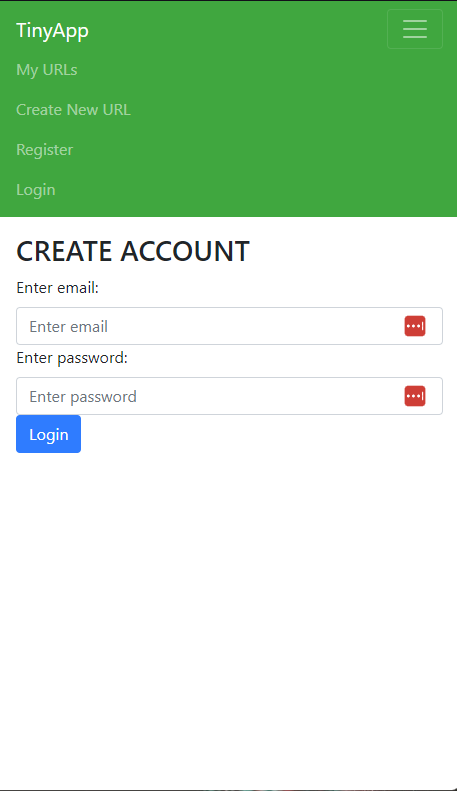 TinyApp
My URLs
Create New URL
Register
Login
CREATE ACCOUNT
Enter email:
Enter email
Enter password:
Enter password
Login